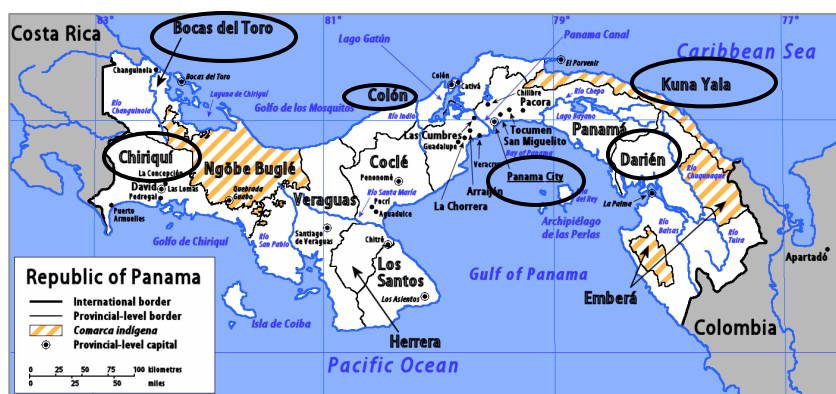 83°
81°
79°
77°
Costa Rica
Bocas del Toro
Changuinola
Bocas del Toro
Río
Changuinola
Laguna de Chiriquí
Golfo de los Mosquitos
Lago Gatún
Panama Canal
El Porvenir
Caribbean Sea
Kuna Yala
Colón
Colón
Cativá
Río Indio
Chilibre
Pacora
Río Chepo
Lago Bayano
Panamá
Chiriquí
La Concepción
David
Las Lomas
Pedregal
Puerto
Armuelles
Ngöbe Buglé
Quebrada
Guabo
Veraguas
Coclé
Penonomé
Las Cumbres
Guadalupe
Tocumen
San Miguelito
Bay of Panama
Veracruz
Panama City
Arraiján
La Chorrera
Darién
Río
Chuqunaque
Río Santa María
Pocrí
Aguadulce
del Rey
Archipiélago
de las Perlas
La Palma
Río
Balsas
Río
Tuira
Golfo de Chiriquí
Río
San Pablo
Santiago
de Veraguas
Chitré
Los
Santos
Los Asientos
Gulf of Panama
Emberá
Apartadó
Colombia
Isla de Coiba
Herrera
Pacific Ocean
Republic of Panama
International border
Provincial-level border
Comarca indígena
Provincial-level capital
0 25 50 75 100 kilometres
0 25 50 miles